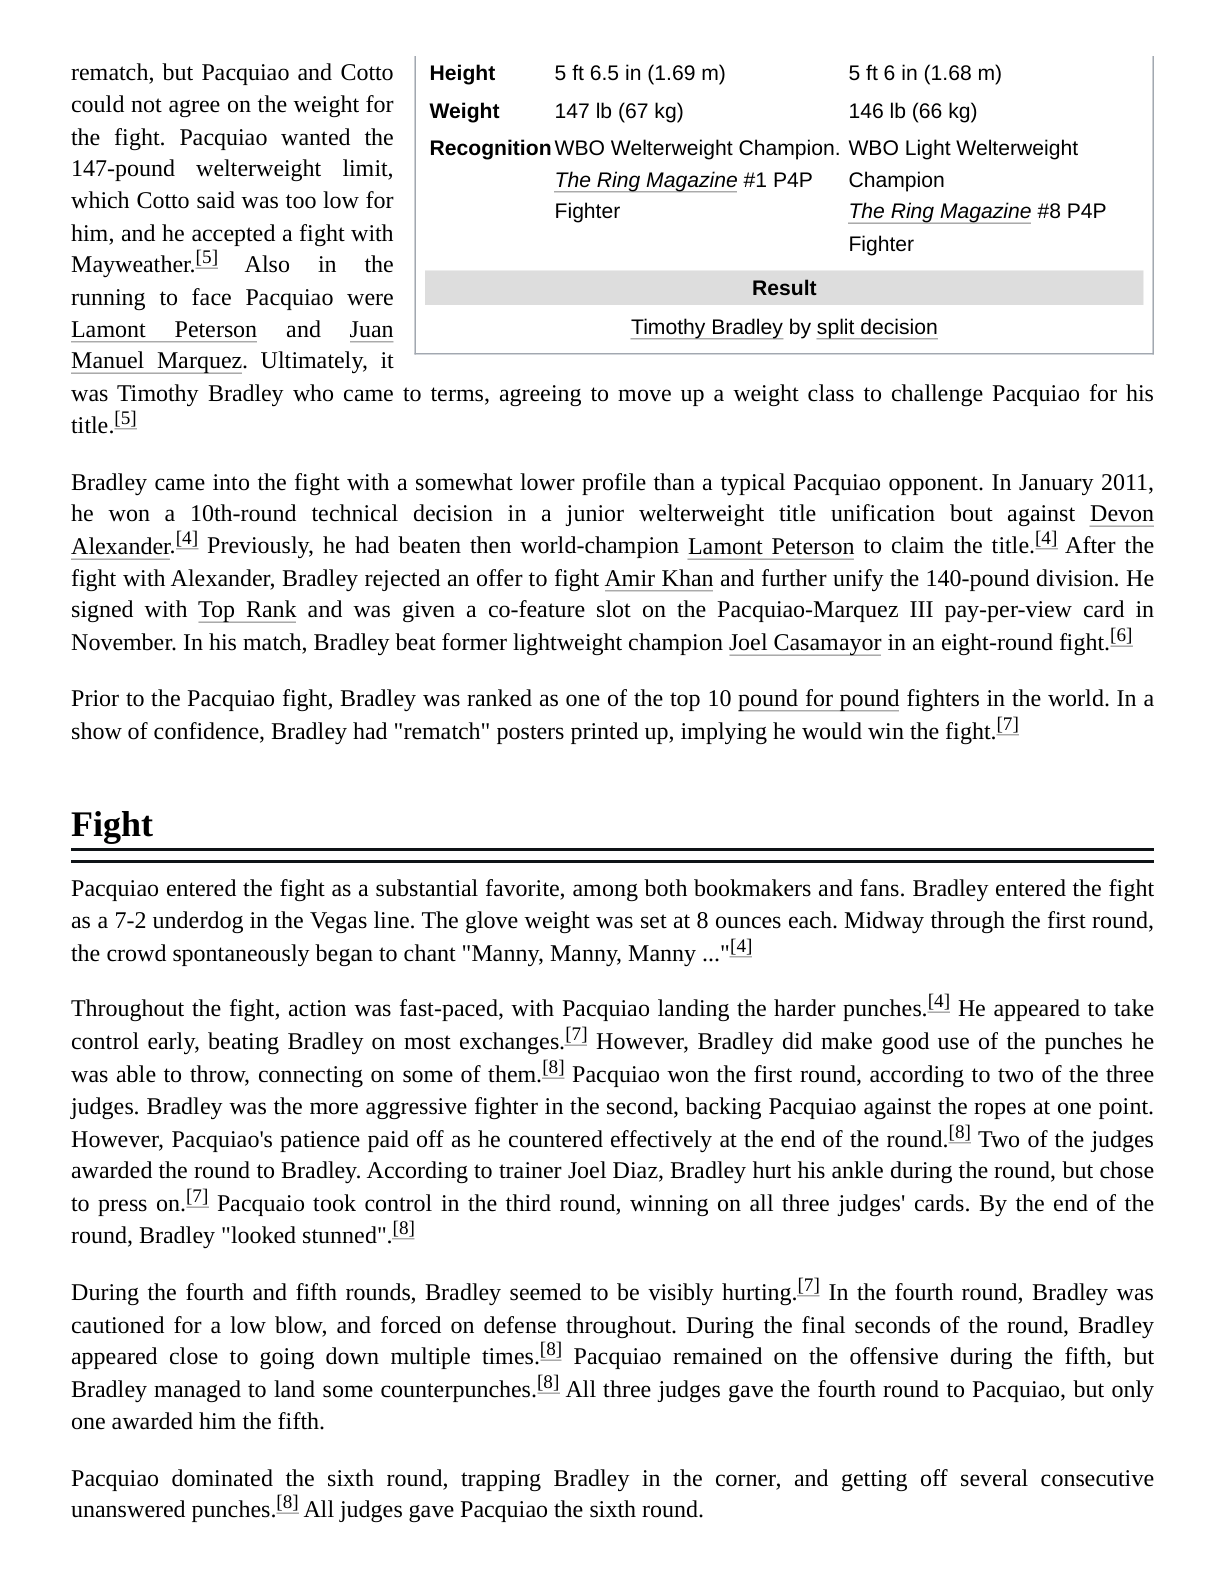 rematch, but Pacquiao and Cotto
could not agree on the weight for
the fight. Pacquiao wanted the
147-pound welterweight limit,
which Cotto said was too low for
him, and he accepted a fight with
Mayweather.[5] Also in the
running to face Pacquiao were
Lamont Peterson and Juan
Manuel Marquez. Ultimately, it
Height 5 ft 6.5 in (1.69 m) 5 ft 6 in (1.68 m)
Weight 147 lb (67 kg) 146 lb (66 kg)
Recognition WBO Welterweight Champion. WBO Light Welterweight
The Ring Magazine #1 P4P Champion
Fighter The Ring Magazine #8 P4P
Fighter
Result
Timothy Bradley by split decision
was Timothy Bradley who came to terms, agreeing to move up a weight class to challenge Pacquiao for his
title.[5]
Bradley came into the fight with a somewhat lower profile than a typical Pacquiao opponent. In January 2011,
he won a 10th-round technical decision in a junior welterweight title unification bout against Devon
Alexander.[4] Previously, he had beaten then world-champion Lamont Peterson to claim the title.[4] After the
fight with Alexander, Bradley rejected an offer to fight Amir Khan and further unify the 140-pound division. He
signed with Top Rank and was given a co-feature slot on the Pacquiao-Marquez III pay-per-view card in
November. In his match, Bradley beat former lightweight champion Joel Casamayor in an eight-round fight.[6]
Prior to the Pacquiao fight, Bradley was ranked as one of the top 10 pound for pound fighters in the world. In a
show of confidence, Bradley had "rematch" posters printed up, implying he would win the fight.[7]
Fight
Pacquiao entered the fight as a substantial favorite, among both bookmakers and fans. Bradley entered the fight
as a 7-2 underdog in the Vegas line. The glove weight was set at 8 ounces each. Midway through the first round,
the crowd spontaneously began to chant "Manny, Manny, Manny ..."[4]
Throughout the fight, action was fast-paced, with Pacquiao landing the harder punches.[4] He appeared to take
control early, beating Bradley on most exchanges.[7] However, Bradley did make good use of the punches he
was able to throw, connecting on some of them.[8] Pacquiao won the first round, according to two of the three
judges. Bradley was the more aggressive fighter in the second, backing Pacquiao against the ropes at one point.
However, Pacquiao's patience paid off as he countered effectively at the end of the round.[8] Two of the judges
awarded the round to Bradley. According to trainer Joel Diaz, Bradley hurt his ankle during the round, but chose
to press on.[7] Pacquaio took control in the third round, winning on all three judges' cards. By the end of the
round, Bradley "looked stunned".[8]
During the fourth and fifth rounds, Bradley seemed to be visibly hurting.[7] In the fourth round, Bradley was
cautioned for a low blow, and forced on defense throughout. During the final seconds of the round, Bradley
appeared close to going down multiple times.[8] Pacquiao remained on the offensive during the fifth, but
Bradley managed to land some counterpunches.[8] All three judges gave the fourth round to Pacquiao, but only
one awarded him the fifth.
Pacquiao dominated the sixth round, trapping Bradley in the corner, and getting off several consecutive
unanswered punches.[8] All judges gave Pacquiao the sixth round.